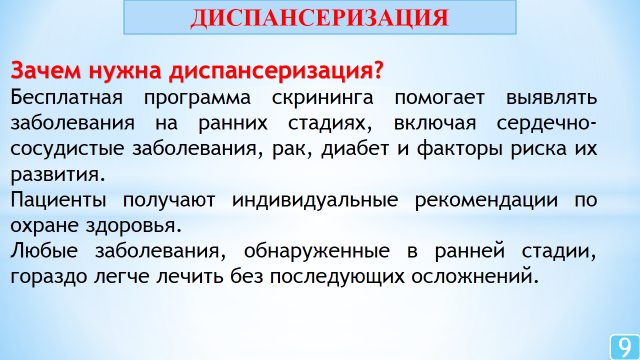 ДИСПАНСЕРИЗАЦИЯ
Зачем нужна диспансеризация?
Бесплатная программа скрининга помогает выявлять
заболевания на ранних стадиях, включая сердечно-
сосудистые заболевания, рак, диабет и факторы риска их
развития.
Пациенты получают индивидуальные рекомендации по
охране здоровья.
Любые заболевания, обнаруженные в ранней стадии,
гораздо легче лечить без последующих осложнений.
9